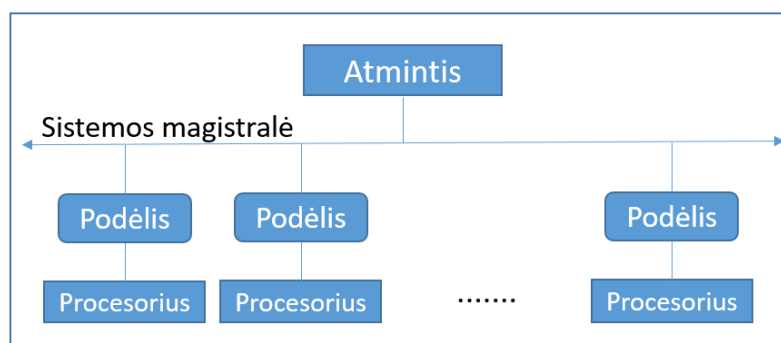 Atmintis
Sistemos magistralė
Podėlis
Podėlis
Podėlis
Procesorius
Procesorius
.......
Procesorius